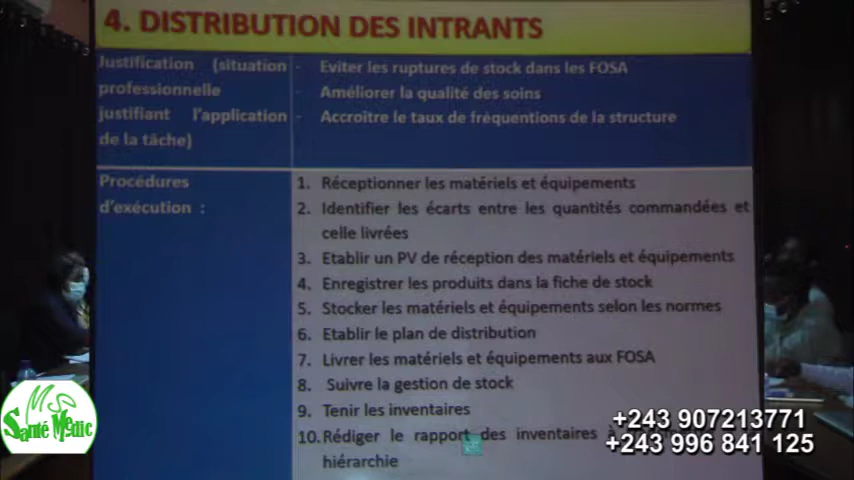 4. DISTRIBUTION DES INTRANTS
Justification (situation
professionnelle
justifiant l'application
de la tâche)
- Eviter les ruptures de stock dans les FOSA
- Améliorer la qualité des soins
- Accroître le taux de fréquentions de la structure
Procédures
d'exécution :
1. Réceptionner les matériels et équipements
2. Identifier les écarts entre les quantités commandées et
celle livrées
3. Etablir un PV de réception des matériels et équipements
4. Enregistrer les produits dans la fiche de stock
5. Stocker les matériels et équipements selon les normes
6. Etablir le plan de distribution
7. Livrer les matériels et équipements aux FOSA
8. Suivre la gestion de stock
9. Tenir les inventaires
10. Rédiger le rapport des inventaires à
hiérarchie
MSD
Santé Medic
+243 907213771
+243 996 841 125